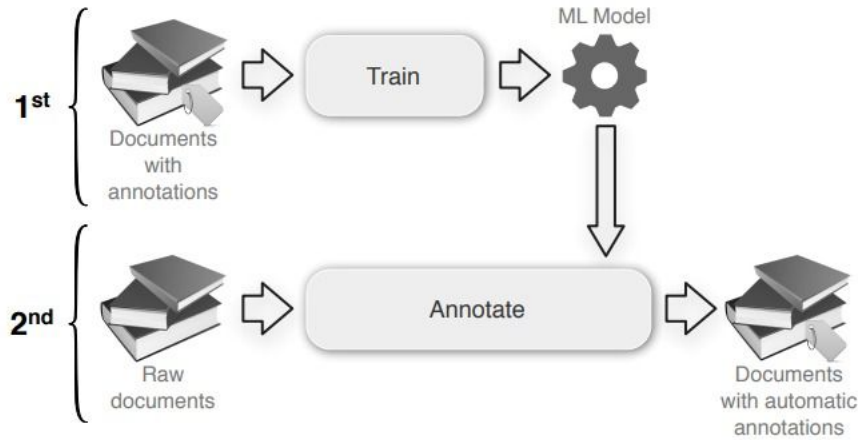 ML Model
1st
Train
Documents
with
annotations
2nd
Annotate
Raw
documents
Documents
with automatic
annotations